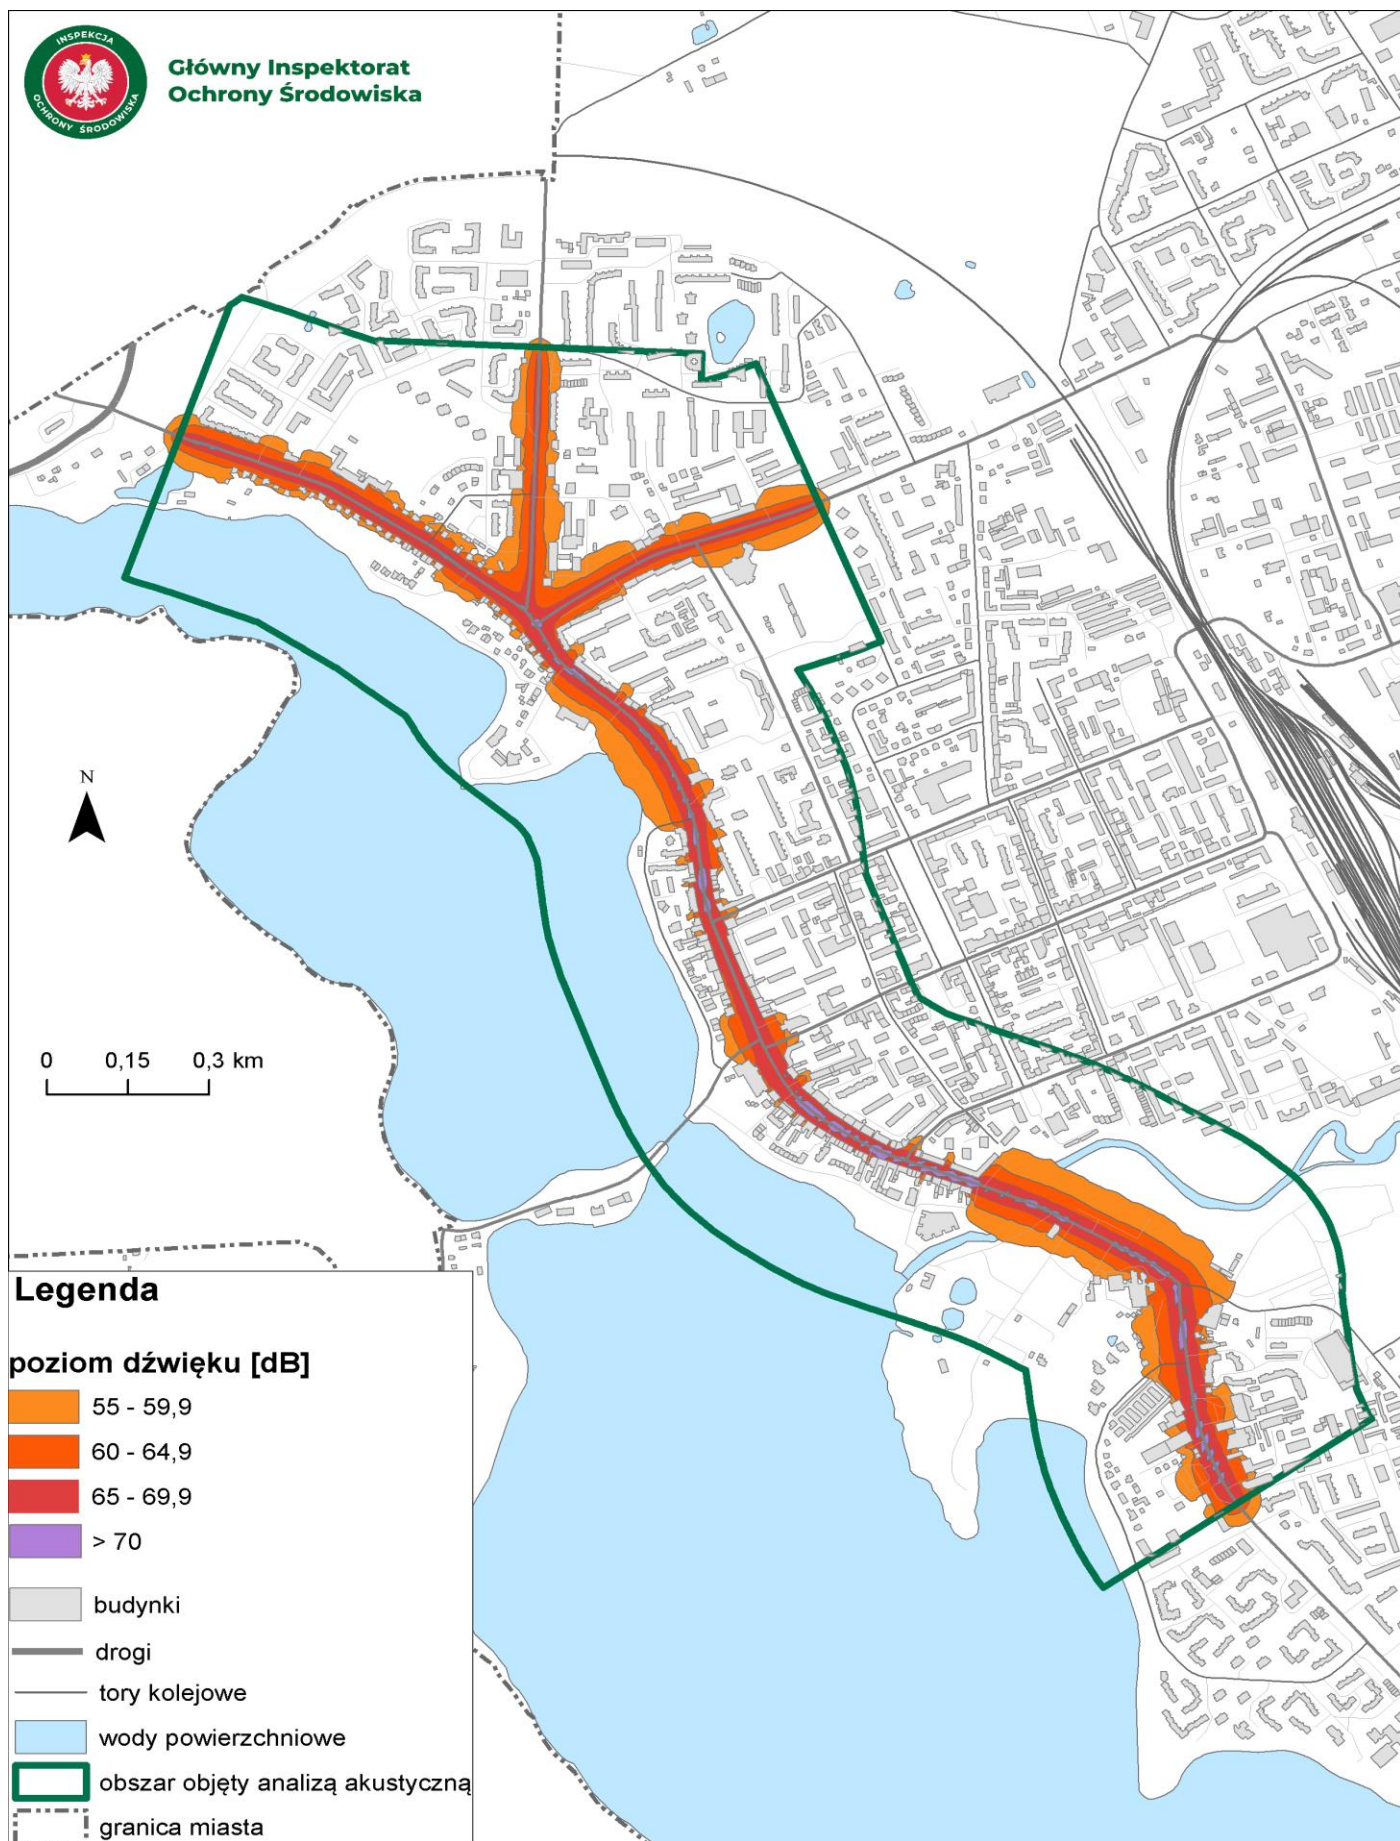 INSPEKCJA
OCHRONY ŚRODOWISKA
Główny Inspektorat
Ochrony Środowiska
N
0 0,15 0,3 km
Legenda
poziom dźwięku [dB]
55 - 59,9
60 - 64,9
65 - 69,9
> 70
budynki
drogi
tory kolejowe
wody powierzchniowe
obszar objęty analizą akustyczną
granica miasta